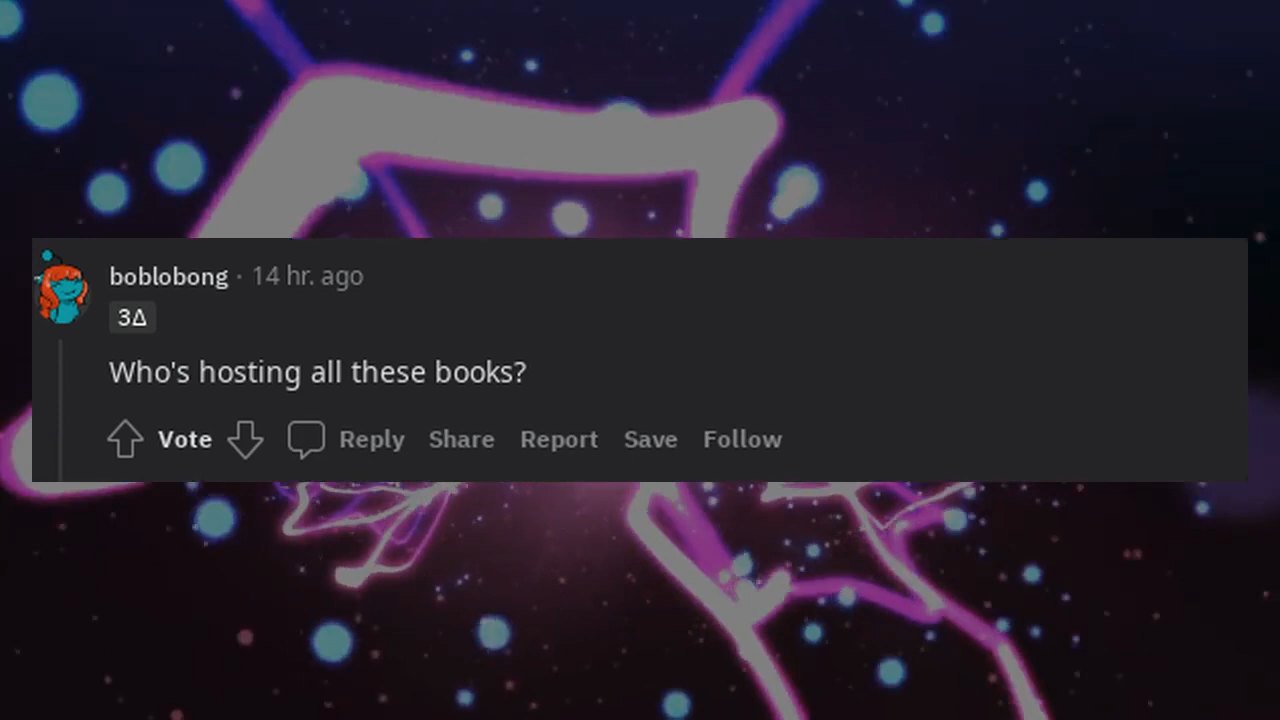 boblobong · 14 hr. ago
3Δ
Who's hosting all these books?
Vote Reply Share Report Save Follow